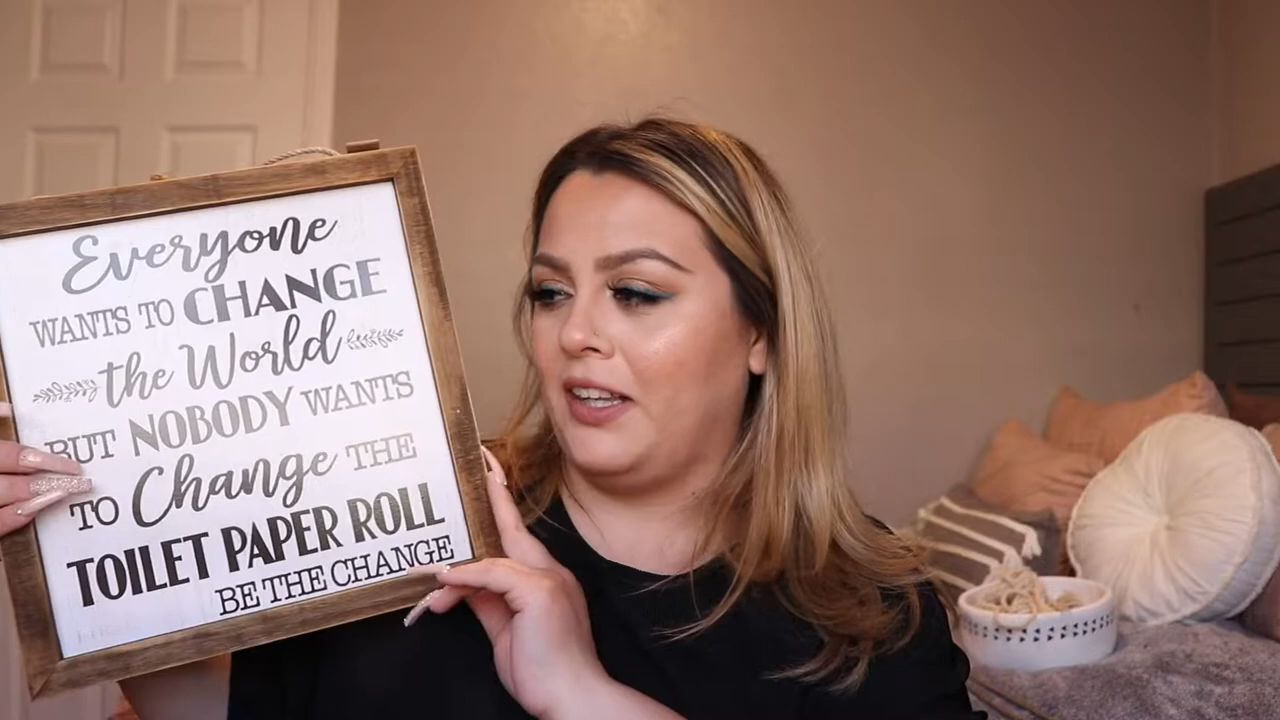 Everyone
WANTS TO CHANGE
the World
BUT NOBODY WANTS
TO Change THE
TOILET PAPER ROLL
BE THE CHANGE